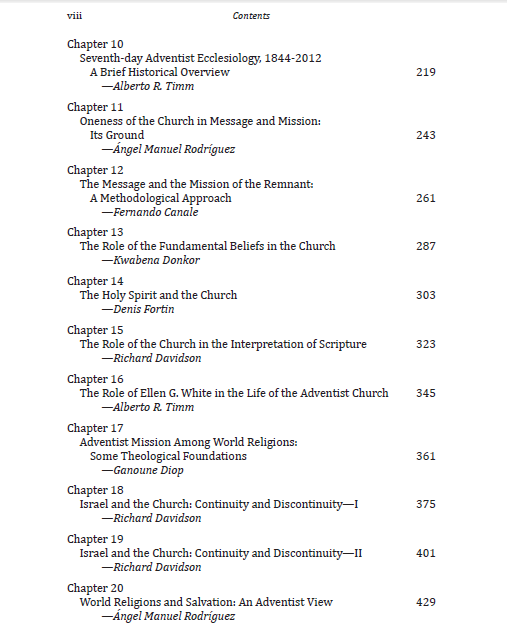 viii Contents
Chapter 10
Seventh-day Adventist Ecclesiology, 1844-2012
A Brief Historical Overview 219
—Alberto R. Timm
Chapter 11
Oneness of the Church in Message and Mission:
Its Ground 243
—Ángel Manuel Rodríguez
Chapter 12
The Message and the Mission of the Remnant:
A Methodological Approach 261
—Fernando Canale
Chapter 13
The Role of the Fundamental Beliefs in the Church 287
—Kwabena Donkor
Chapter 14
The Holy Spirit and the Church 303
—Denis Fortin
Chapter 15
The Role of the Church in the Interpretation of Scripture 323
—Richard Davidson
Chapter 16
The Role of Ellen G. White in the Life of the Adventist Church 345
—Alberto R. Timm
Chapter 17
Adventist Mission Among World Religions:
Some Theological Foundations 361
—Ganoune Diop
Chapter 18
Israel and the Church: Continuity and Discontinuity—I 375
—Richard Davidson
Chapter 19
Israel and the Church: Continuity and Discontinuity—II 401
—Richard Davidson
Chapter 20
World Religions and Salvation: An Adventist View 429
—Ángel Manuel Rodríguez